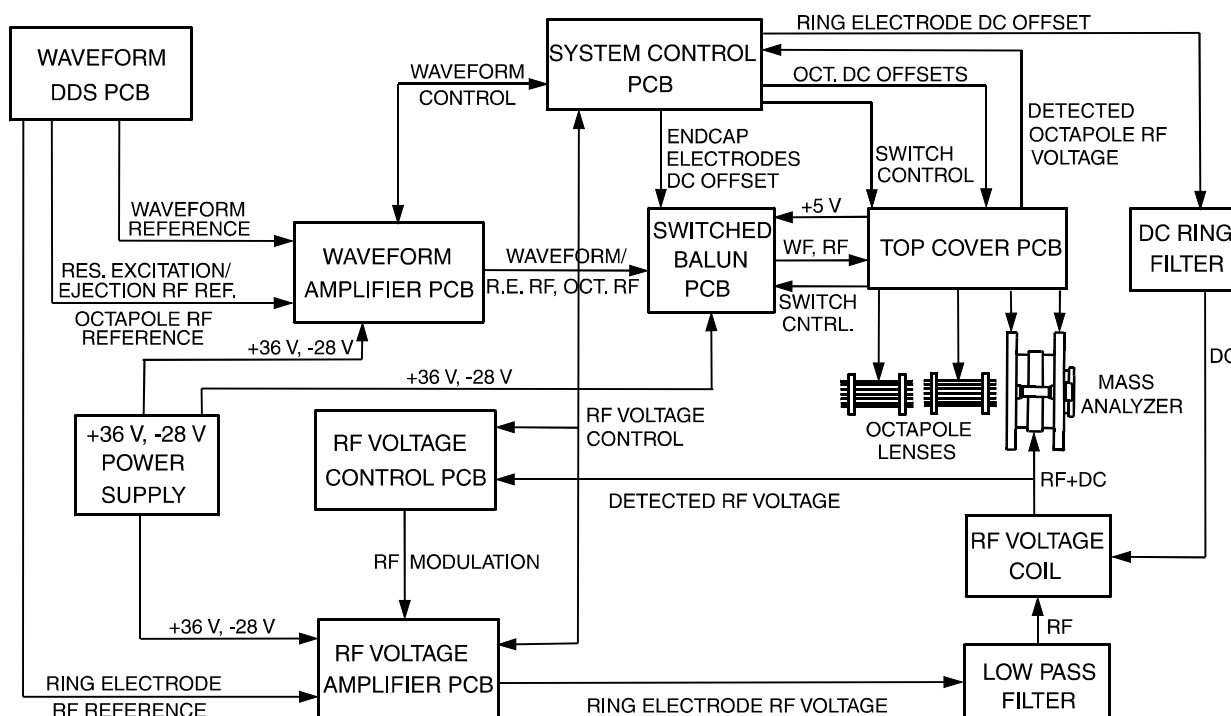 RING ELECTRODE DC OFFSET
WAVEFORM
DDS PCB
SYSTEM CONTROL
PCB
WAVEFORM
CONTROL
OCT. DC OFFSETS
DETECTED
OCTAPOLE RF
VOLTAGE
ENDCAP
ELECTRODES
DC OFFSET
SWITCH
CONTROL
WAVEFORM
REFERENCE
RES. EXCITATION/
EJECTION RF REF.
OCTAPOLE RF
REFERENCE
WAVEFORM
AMPLIFIER PCB
WAVEFORM/
R.E. RF, OCT. RF
SWITCHED
BALUN
PCB
+5 V
WF, RF
SWITCH
CNTRL.
TOP COVER PCB
DC RING
FILTER
+36 V, -28 V
+36 V, -28 V
DC
MASS
ANALYZER
OCTAPOLE
LENSES
+36 V, -28 V
POWER
SUPPLY
RF VOLTAGE
CONTROL PCB
RF VOLTAGE
CONTROL
DETECTED RF VOLTAGE
RF+DC
RF VOLTAGE
COIL
RF MODULATION
RF
+36 V, -28 V
RF VOLTAGE
AMPLIFIER PCB
LOW PASS
FILTER
RING ELECTRODE
RF REFERENCE
RING ELECTRODE RF VOLTAGE